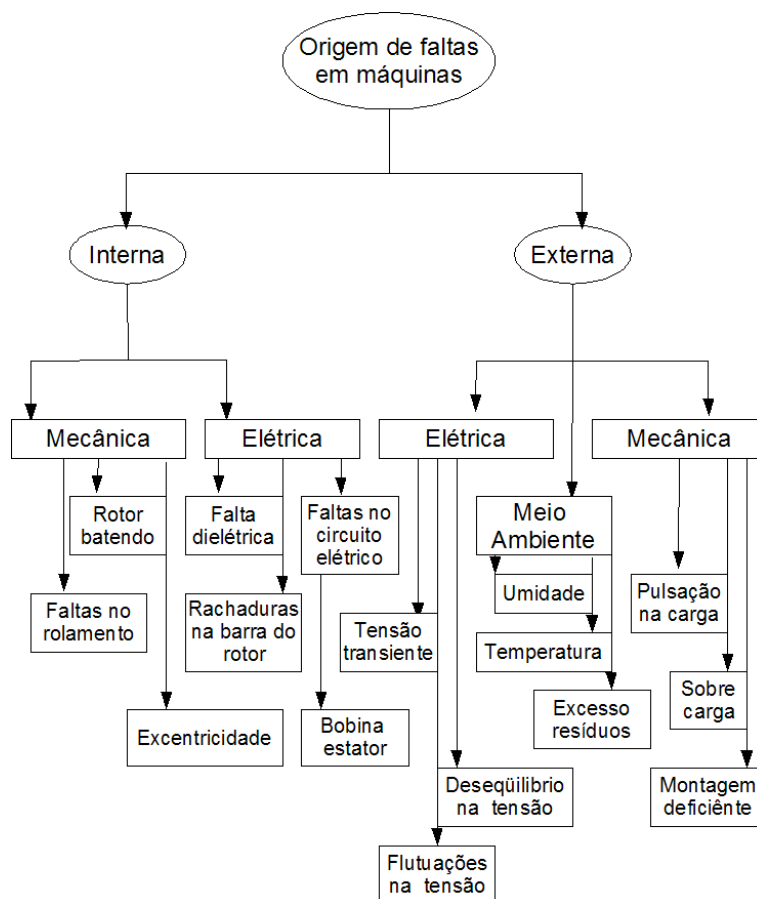 Origem de faltas
em máquinas
Interna
Externa
Mecânica
Elétrica
Elétrica
Mecânica
Rotor
batendo
Falta
dielétrica
Faltas no
circuito
elétrico
Meio
Ambiente
Faltas no
rolamento
Rachaduras
na barra do
rotor
Tensão
transiente
Umidade
Pulsação
na carga
Temperatura
Excentricidade
Bobina
estator
Excesso
resíduos
Sobre
carga
Deseqüilibrio
na tensão
Montagem
deficiênte
Flutuações
na tensão